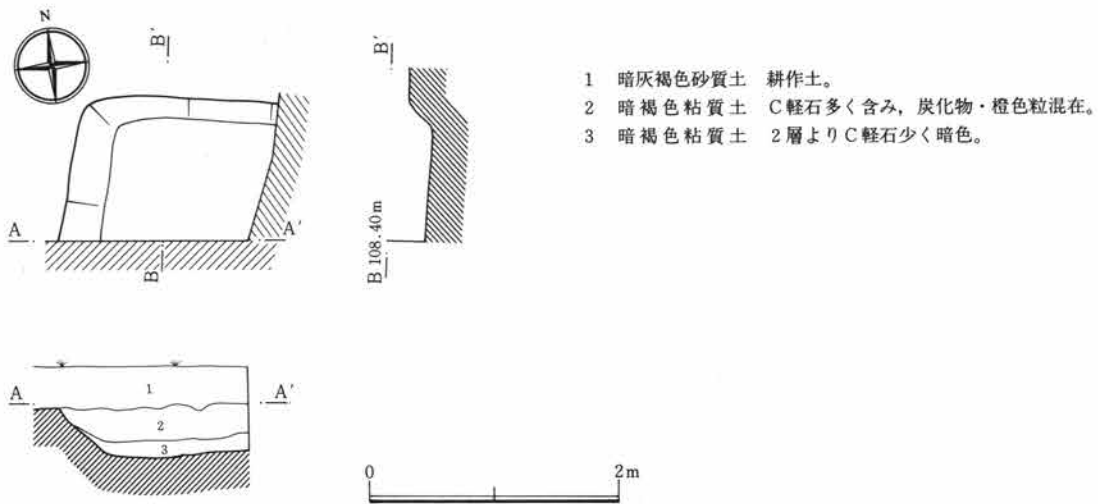 N
B′
B′
1 暗灰褐色砂質土 耕作土。
2 暗褐色粘質土 C軽石多く含み，炭化物・橙色粒混在。
3 暗褐色粘質土 2層よりC軽石少く暗色。
A
A′
B
B 108.40m
A
A′
1
2
3
0
2m